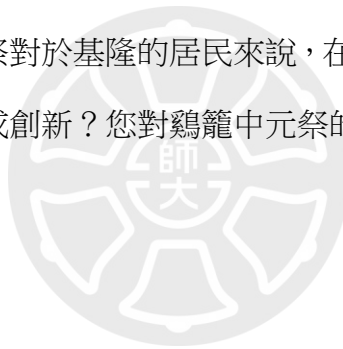 祭對於基隆的居民來說，在
成創新？您對鷄籠中元祭的
師大